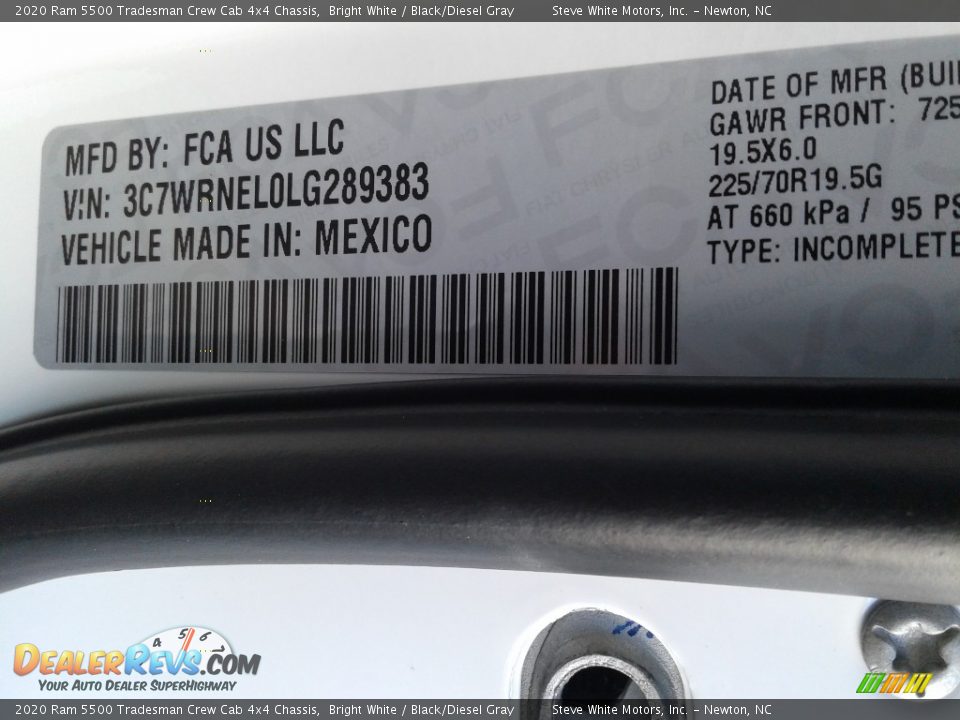 2020 Ram 5500 Tradesman Crew Cab 4x4 Chassis, Bright White / Black/Diesel Gray Steve White Motors, Inc. – Newton, NC
MFD BY: FCA US LLC
VIN: 3C7WRNEL0LG289383
VEHICLE MADE IN: MEXICO
DATE OF MFR (BUI
GAWR FRONT: 725
19.5X6.0
225/70R19.5G
AT 660 kPa / 95 PS
TYPE: INCOMPLETE
4 5 6
DEALERREVS.COM
YOUR AUTO DEALER SUPERHIGHWAY
2020 Ram 5500 Tradesman Crew Cab 4x4 Chassis, Bright White / Black/Diesel Gray Steve White Motors, Inc. – Newton, NC